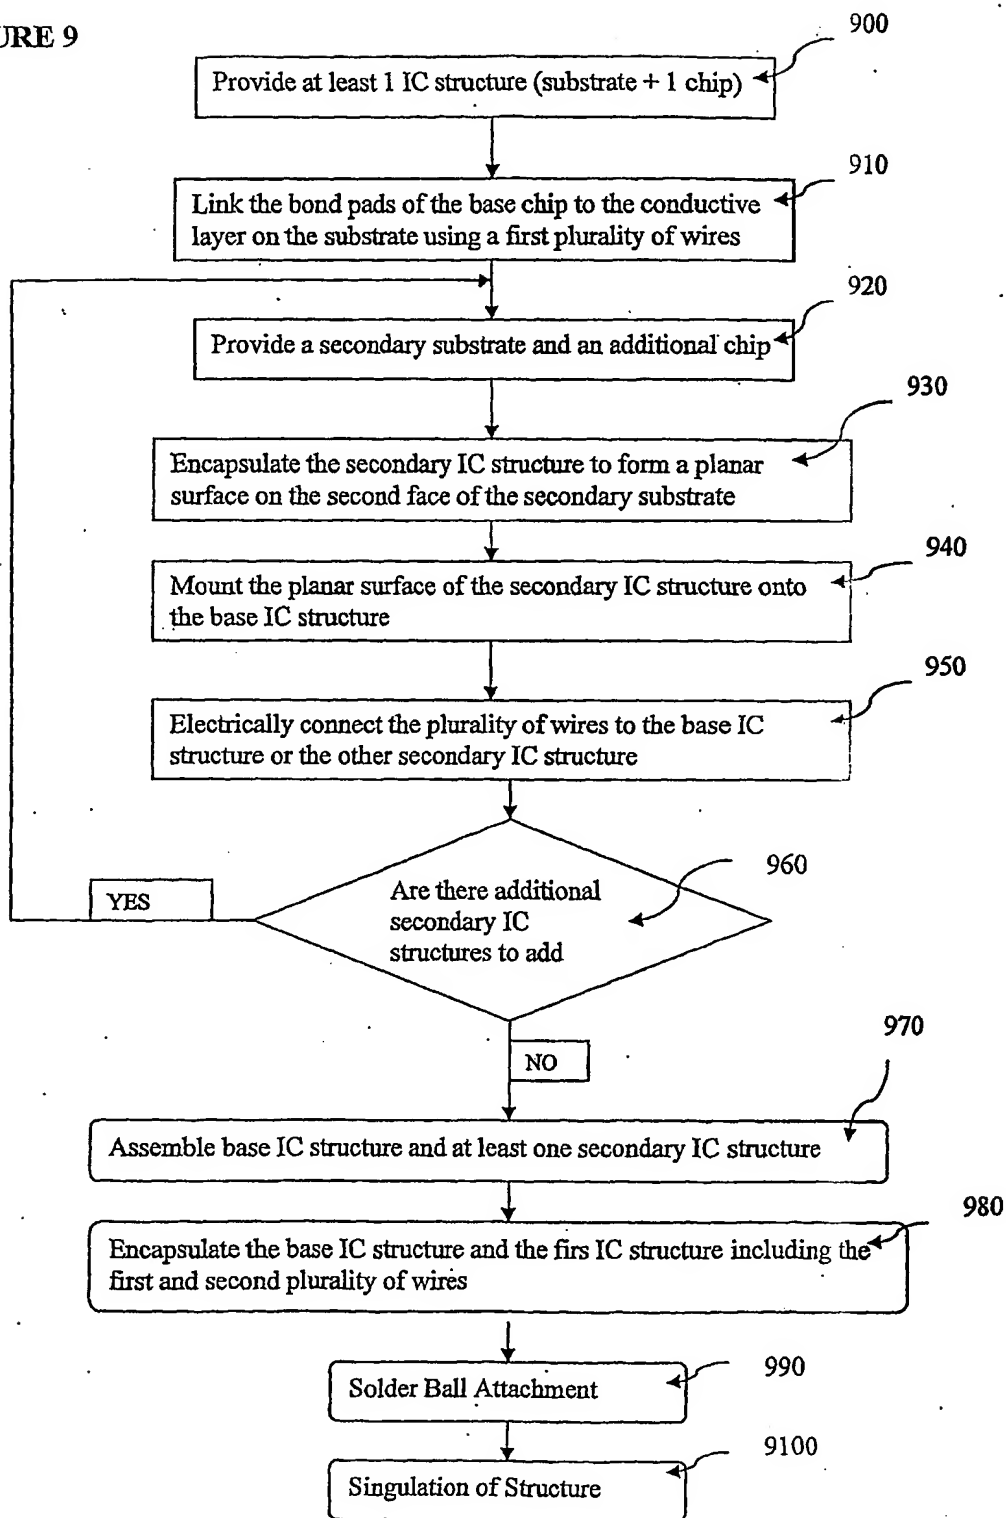 URE 9
900
Provide at least 1 IC structure (substrate + 1 chip)
910
Link the bond pads of the base chip to the conductive
layer on the substrate using a first plurality of wires
920
Provide a secondary substrate and an additional chip
930
Encapsulate the secondary IC structure to form a planar
surface on the second face of the secondary substrate
940
Mount the planar surface of the secondary IC structure onto
the base IC structure
950
Electrically connect the plurality of wires to the base IC
structure or the other secondary IC structure
960
Are there additional
secondary IC
structures to add
YES
NO
970
Assemble base IC structure and at least one secondary IC structure
980
Encapsulate the base IC structure and the firs IC structure including the
first and second plurality of wires
990
Solder Ball Attachment
9100
Singulation of Structure